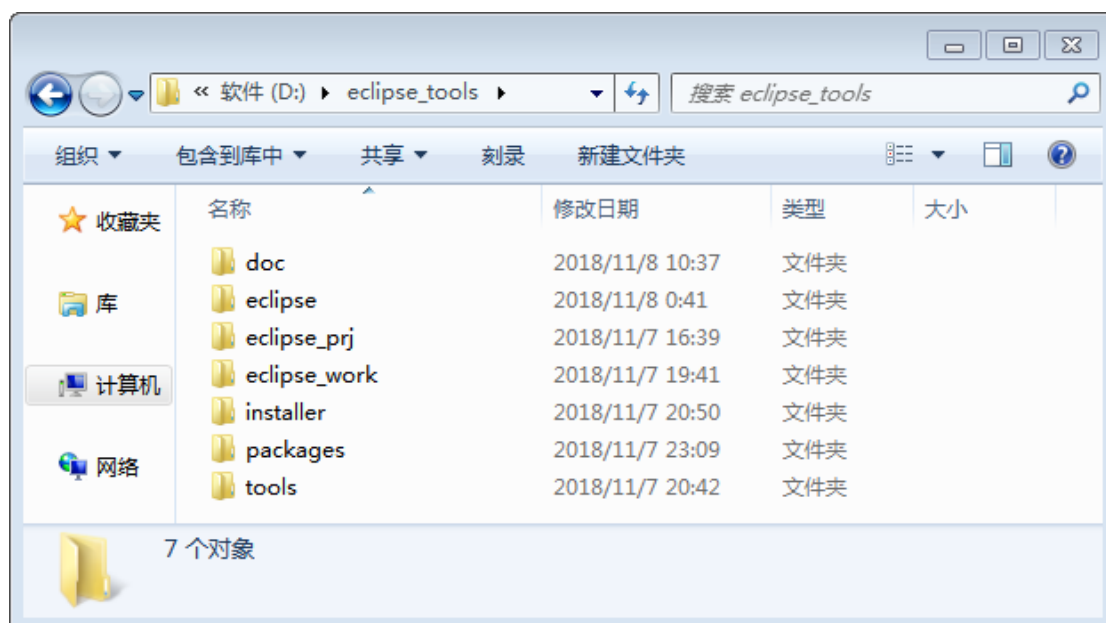 « 软件 (D:) eclipse_tools
搜索 eclipse_tools
组织 包含到库中 共享 刻录 新建文件夹
名称 修改日期 类型 大小
收藏夹
库
计算机
网络
doc 2018/11/8 10:37 文件夹
eclipse 2018/11/8 0:41 文件夹
eclipse_prj 2018/11/7 16:39 文件夹
eclipse_work 2018/11/7 19:41 文件夹
installer 2018/11/7 20:50 文件夹
packages 2018/11/7 23:09 文件夹
tools 2018/11/7 20:42 文件夹
7 个对象